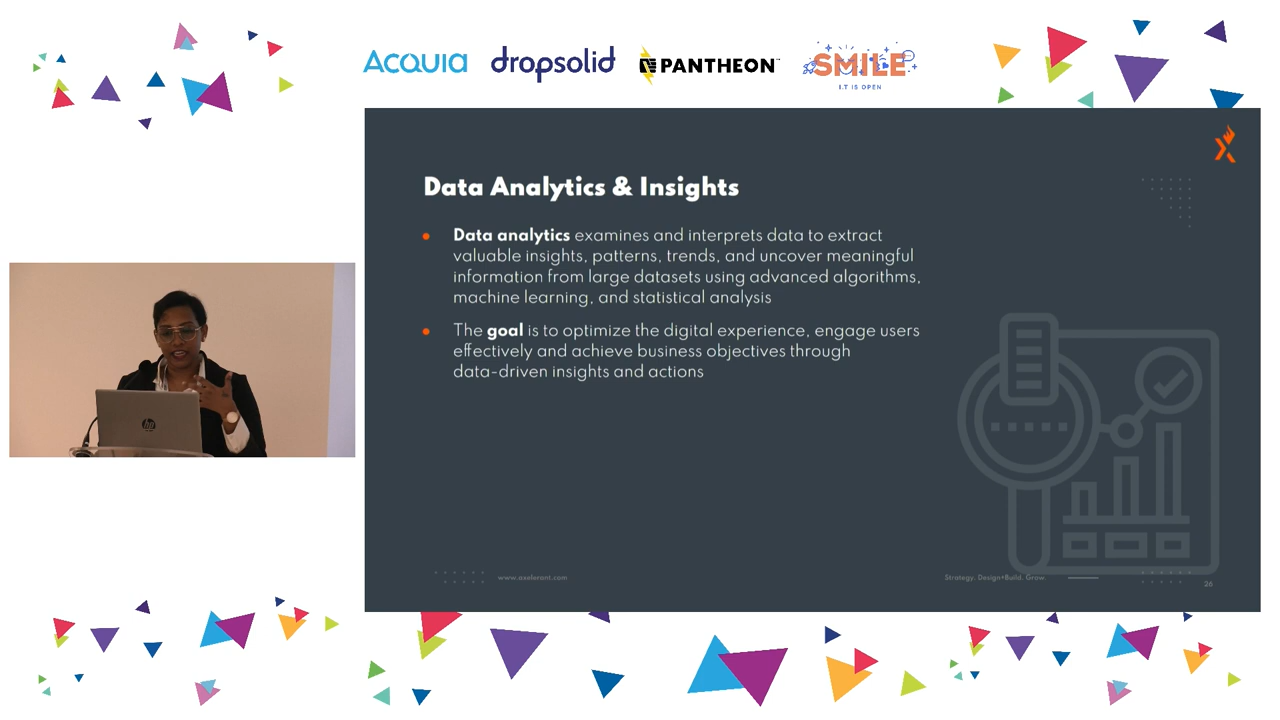 ACQUIA
dropsolid
PANTHEON
SMILE
I.T IS OPEN
Data Analytics & Insights
Data analytics examines and interprets data to extract
valuable insights, patterns, trends, and uncover meaningful
information from large datasets using advanced algorithms,
machine learning, and statistical analysis
The goal is to optimize the digital experience, engage users
effectively and achieve business objectives through
data-driven insights and actions
hp
www.axelerant.com
Strategy. Design+Build. Grow.
26